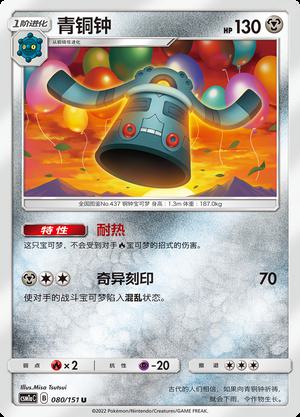 1阶进化
青铜钟
HP 130
从铜镜怪进化
全国图鉴No.437 铜钟宝可梦 身高:1.3m 体重:187.0kg
特性 耐热
这只宝可梦,不会受到对手宝可梦的招式的伤害。
奇异刻印 70
使对手的战斗宝可梦陷入混乱状态。
Illus.Misa Tsutsui
弱点 ×2 抗性 -20 撤退
080/151 U
古代的人们相信,如果向青铜钟祈祷,
就会下雨,令作物生长。
©2022 Pokémon/Nintendo/Creatures/GAME FREAK.